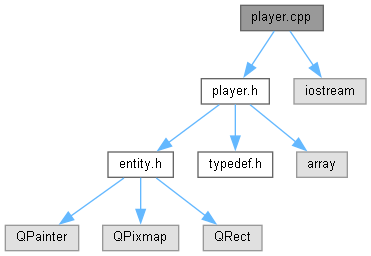 player.cpp
player.h
iostream
entity.h
typedef.h
array
QPainter
QPixmap
QRect